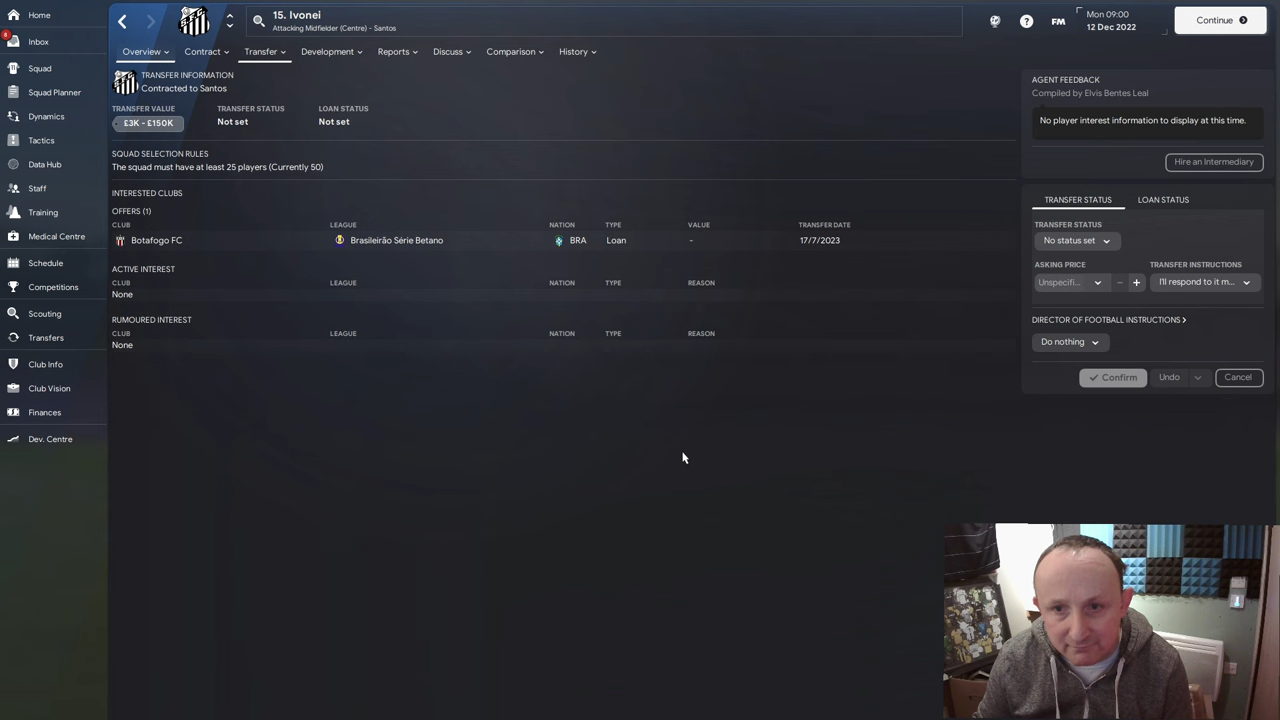 Home
6
Inbox
Squad
Squad Planner
Dynamics
Tactics
Data Hub
Staff
Training
Medical Centre
Schedule
Competitions
Scouting
Transfers
Club Info
Club Vision
Finances
Dev. Centre
15. Ivonei
Attacking Midfielder (Centre) - Santos
?
FM
Mon 09:00
12 Dec 2022
Continue
Overview
Contract
Transfer
Development
Reports
Discuss
Comparison
History
TRANSFER INFORMATION
Contracted to Santos
TRANSFER VALUE TRANSFER STATUS LOAN STATUS
£3K - £150K Not set Not set
SQUAD SELECTION RULES
The squad must have at least 25 players (Currently 50)
INTERESTED CLUBS
OFFERS (1)
CLUB LEAGUE NATION TYPE VALUE TRANSFER DATE
Botafogo FC Brasileirão Série Betano BRA Loan - 17/7/2023
ACTIVE INTEREST
CLUB LEAGUE NATION TYPE REASON
None
RUMOURED INTEREST
CLUB LEAGUE NATION TYPE REASON
None
AGENT FEEDBACK
Compiled by Elvis Bentes Leal
No player interest information to display at this time.
Hire an Intermediary
TRANSFER STATUS LOAN STATUS
TRANSFER STATUS
No status set
ASKING PRICE TRANSFER INSTRUCTIONS
Unspecifi... − + I'll respond to it m...
DIRECTOR OF FOOTBALL INSTRUCTIONS >
Do nothing
Confirm Undo Cancel